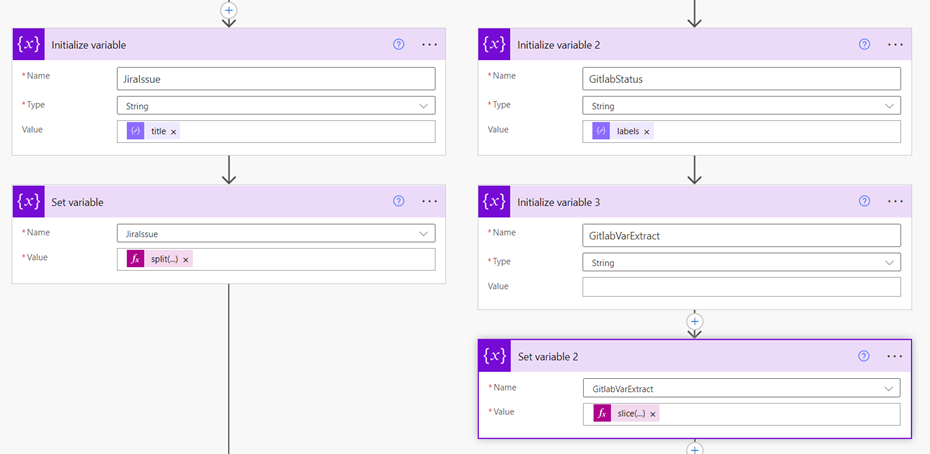 {x} Initialize variable
* Name JiraIssue
* Type String
Value title ×
{x} Set variable
* Name JiraIssue
* Value fx split(...) ×
{x} Initialize variable 2
* Name GitlabStatus
* Type String
Value labels ×
{x} Initialize variable 3
* Name GitlabVarExtract
* Type String
Value
{x} Set variable 2
* Name GitlabVarExtract
* Value fx slice(...) ×